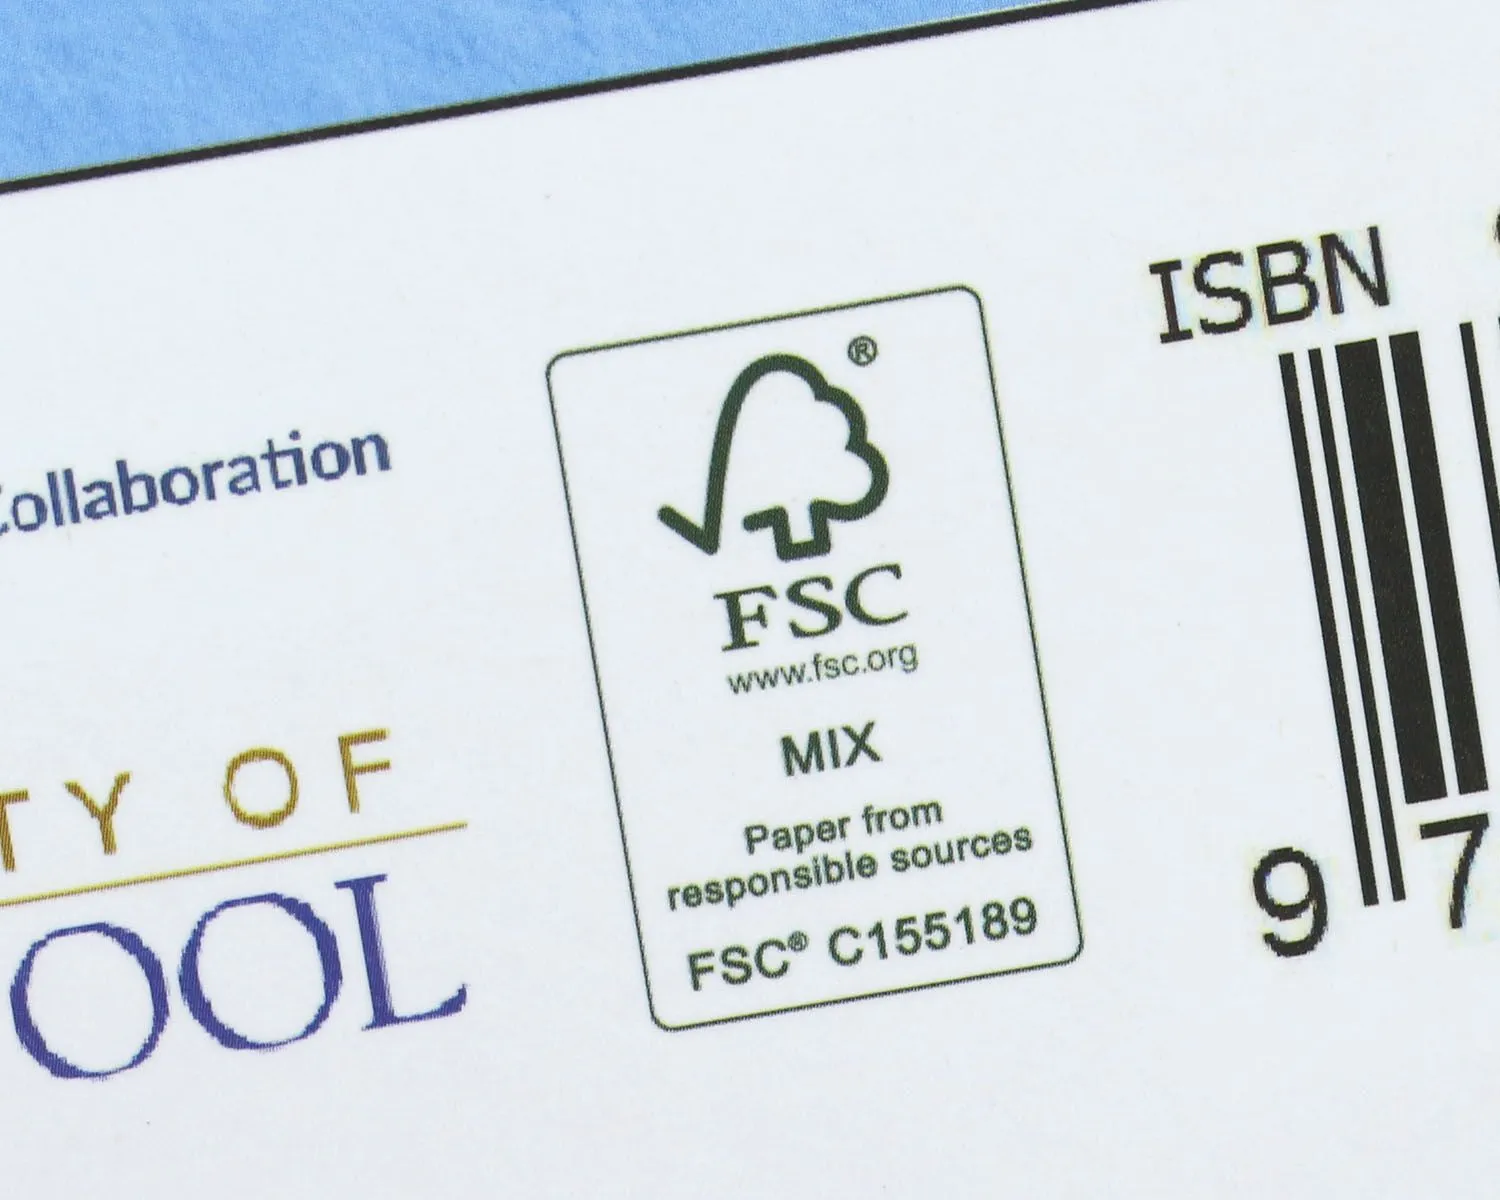 Collaboration
TY OF
OOL
®
FSC
www.fsc.org
MIX
Paper from
responsible sources
FSC® C155189
ISBN
9 7